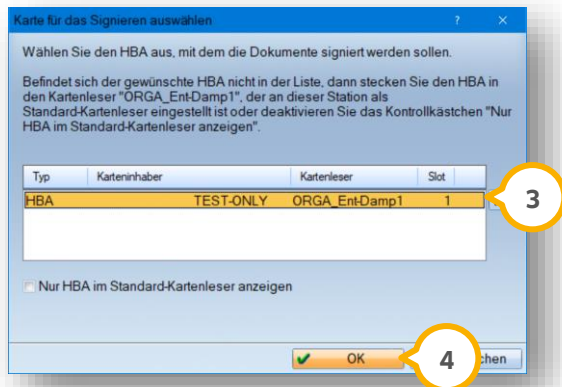 Karte für das Signieren auswählen ? ×
Wählen Sie den HBA aus, mit dem die Dokumente signiert werden sollen.
Befindet sich der gewünschte HBA nicht in der Liste, dann stecken Sie den HBA in
den Kartenleser "ORGA_Ent-Damp1", der an dieser Station als
Standard-Kartenleser eingestellt ist oder deaktivieren Sie das Kontrollkästchen "Nur
HBA im Standard-Kartenleser anzeigen".
Typ Karteninhaber Kartenleser Slot
HBA TEST-ONLY ORGA_Ent-Damp1 1
3
Nur HBA im Standard-Kartenleser anzeigen
OK 4 chen